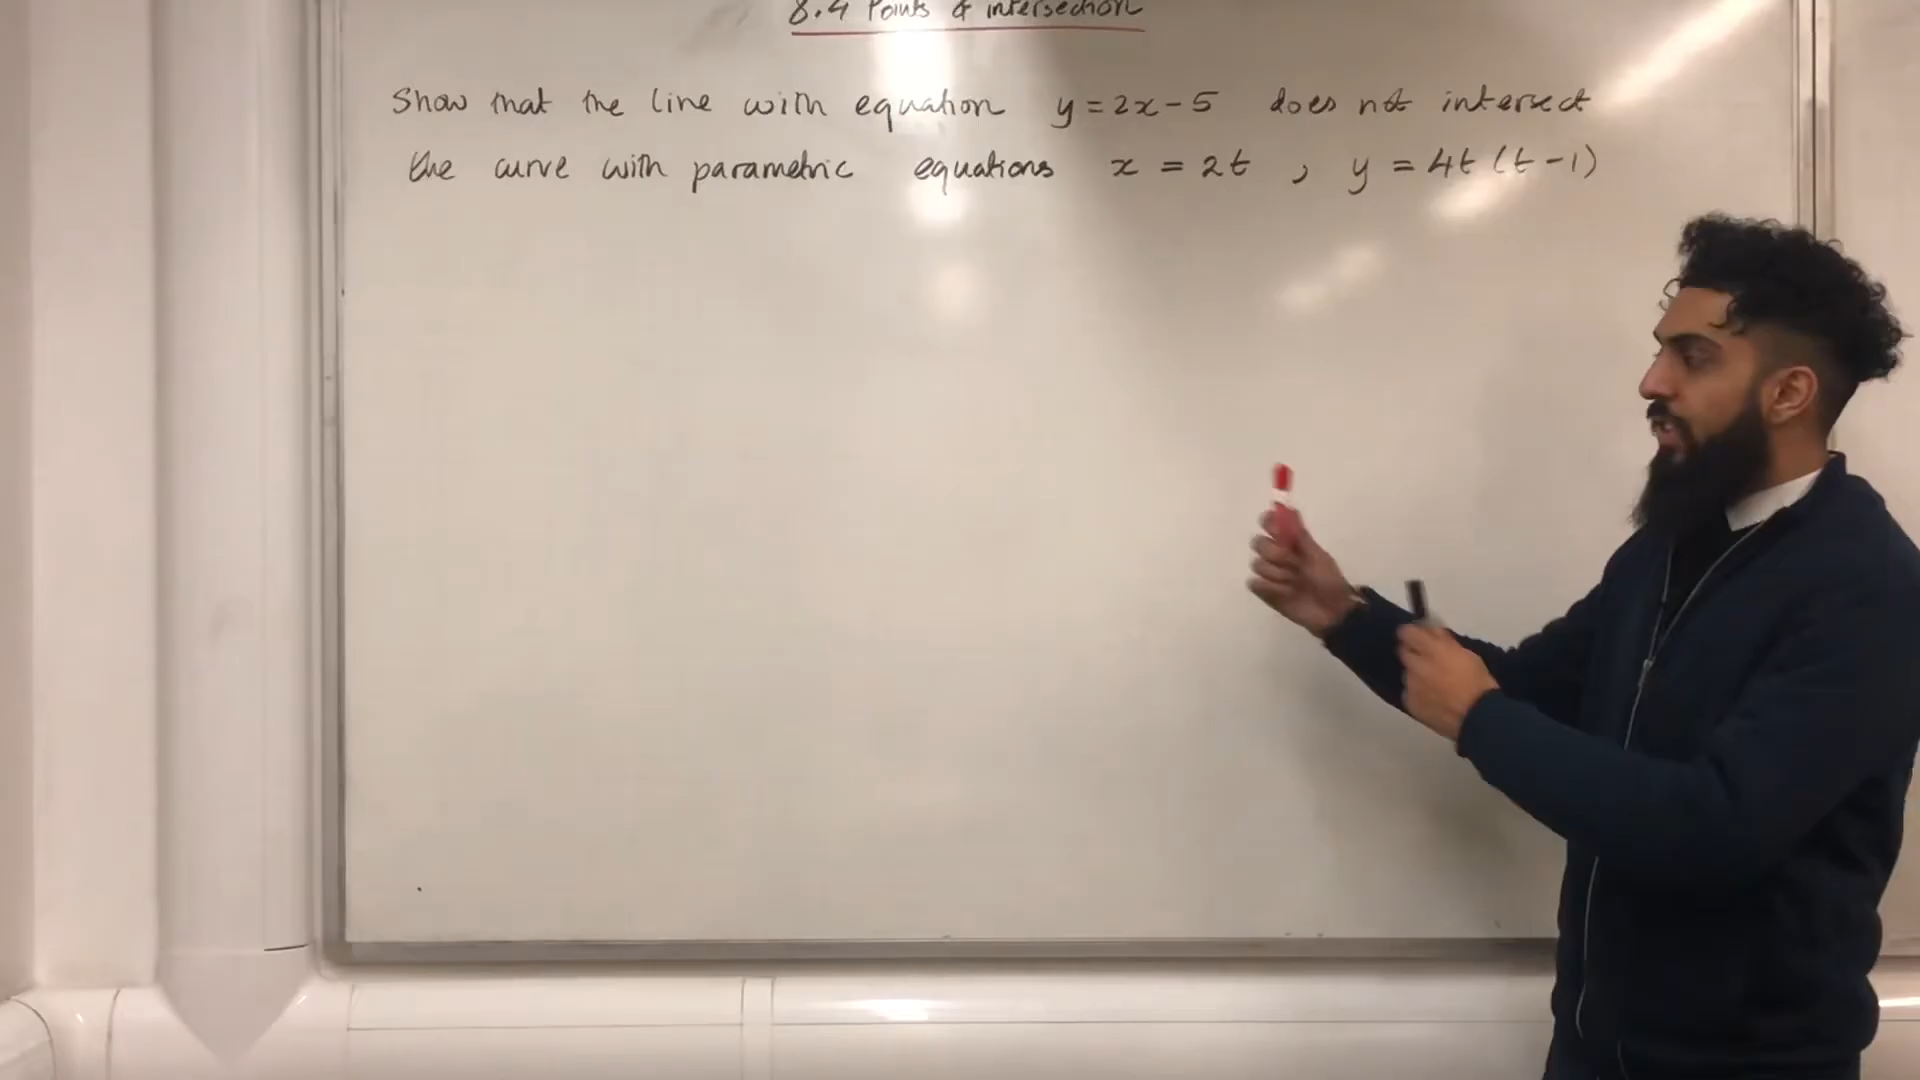 8.4 Points of intersection
Show that the line with equation y = 2x - 5 does not intersect
the curve with parametric equations x = 2t , y = 4t (t - 1)